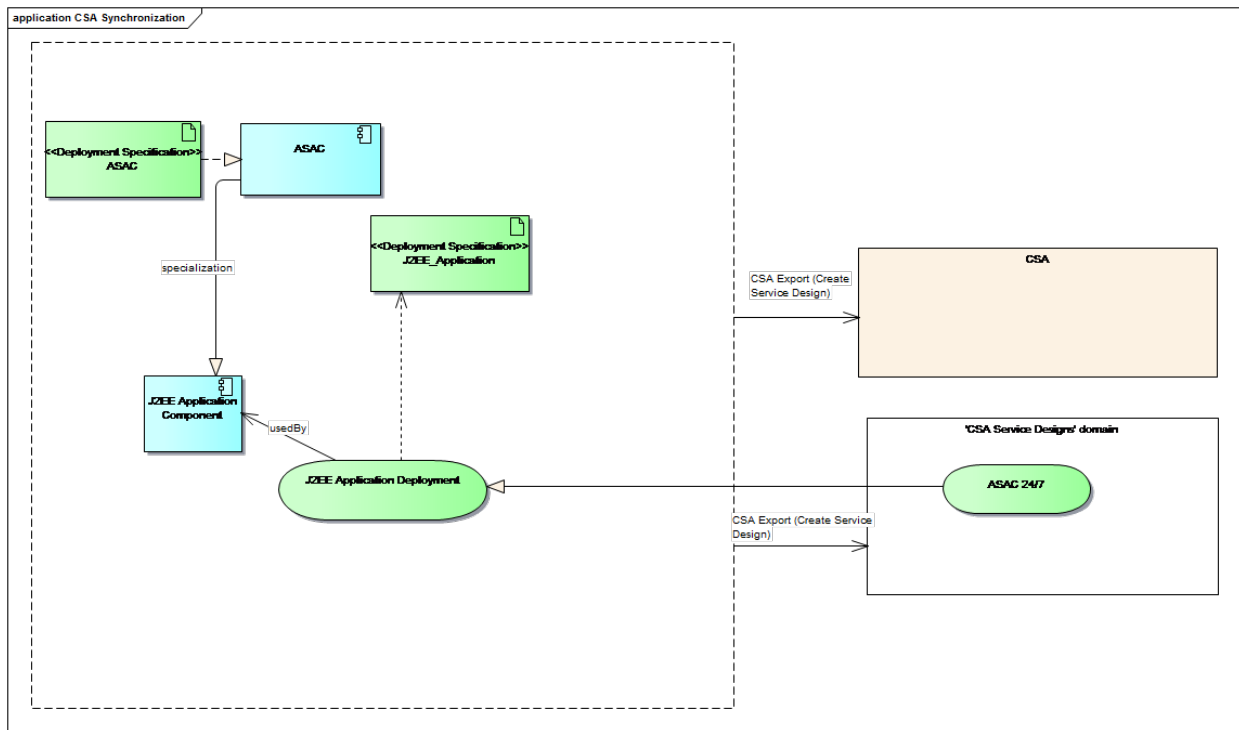 application CSA Synchronization
<<Deployment Specification>>
ASAC
ASAC
<<Deployment Specification>>
J2EE_Application
specialization
CSA Export (Create
Service Design)
CSA
J2EE Application
Component
usedBy
J2EE Application Deployment
'CSA Service Designs' domain
ASAC 24/7
CSA Export (Create Service
Design)